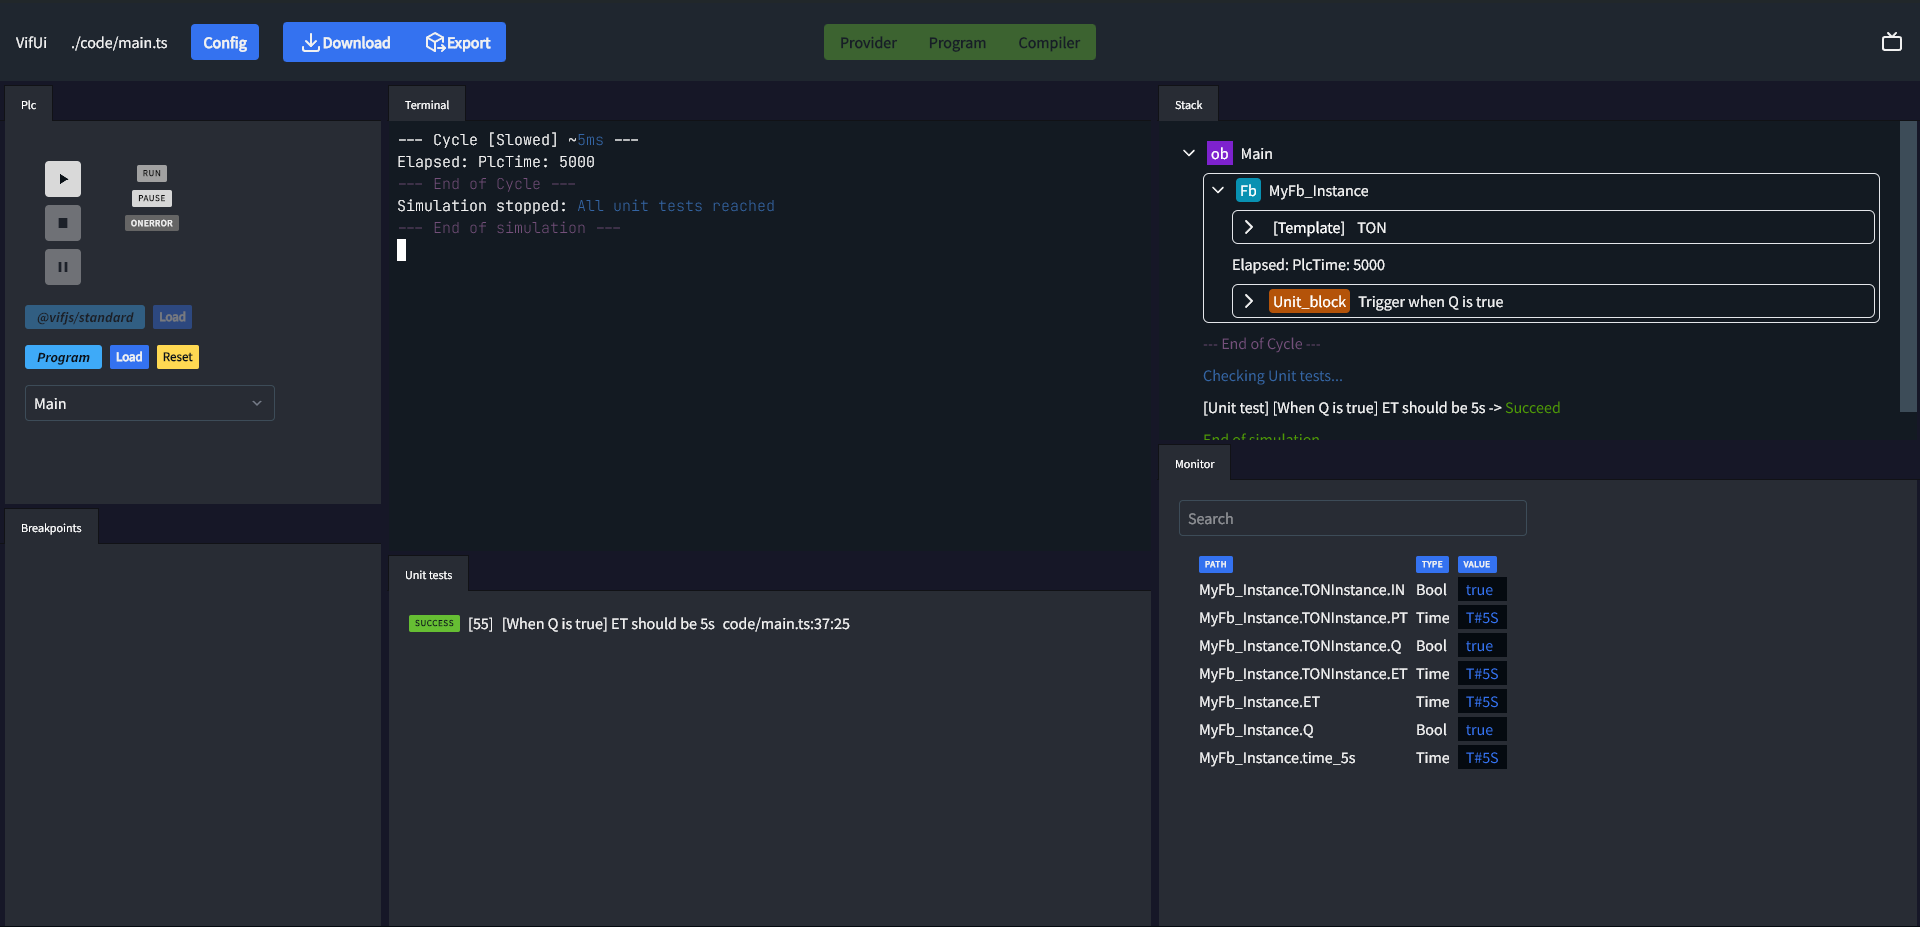 VifUi ./code/main.ts Config Download Export Provider Program Compiler
Plc
RUN
PAUSE
ONERROR
@vifjs/standard Load
Program Load Reset
Main
Breakpoints
Terminal
--- Cycle [Slowed] ~5ms ---
Elapsed: PlcTime: 5000
--- End of Cycle ---
Simulation stopped: All unit tests reached
--- End of simulation ---
Unit tests
SUCCESS [55] [When Q is true] ET should be 5s code/main.ts:37:25
Stack
ob Main
Fb MyFb_Instance
[Template] TON
Elapsed: PlcTime: 5000
Unit_block Trigger when Q is true
--- End of Cycle ---
Checking Unit tests...
[Unit test] [When Q is true] ET should be 5s -> Succeed
End of simulation
Monitor
Search
PATH TYPE VALUE
MyFb_Instance.TONInstance.IN Bool true
MyFb_Instance.TONInstance.PT Time T#5S
MyFb_Instance.TONInstance.Q Bool true
MyFb_Instance.TONInstance.ET Time T#5S
MyFb_Instance.ET Time T#5S
MyFb_Instance.Q Bool true
MyFb_Instance.time_5s Time T#5S